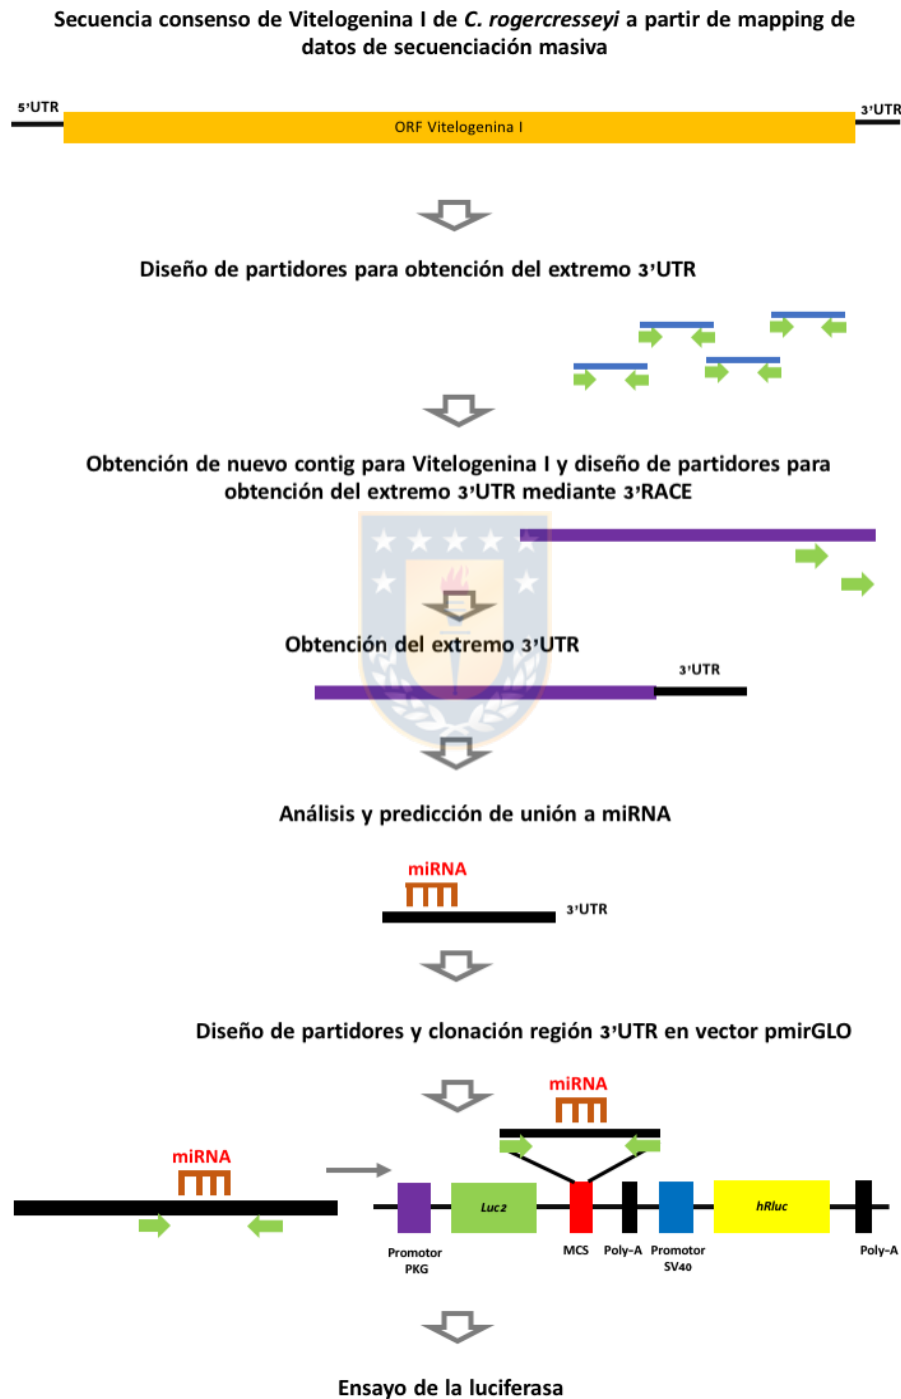 Secuencia consenso de Vitelogenina I de C. rogercresseyi a partir de mapping de
datos de secuenciación masiva
5'UTR
3'UTR
ORF Vitelogenina I
Diseño de partidores para obtención del extremo 3'UTR
Obtención de nuevo contig para Vitelogenina I y diseño de partidores para
obtención del extremo 3'UTR mediante 3'RACE
Obtención del extremo 3'UTR
3'UTR
Análisis y predicción de unión a miRNA
miRNA
3'UTR
Diseño de partidores y clonación región 3'UTR en vector pmirGLO
miRNA
miRNA
Luc2
hRluc
Promotor
PKG
MCS
Poly-A
Promotor
SV40
Poly-A
Ensayo de la luciferasa